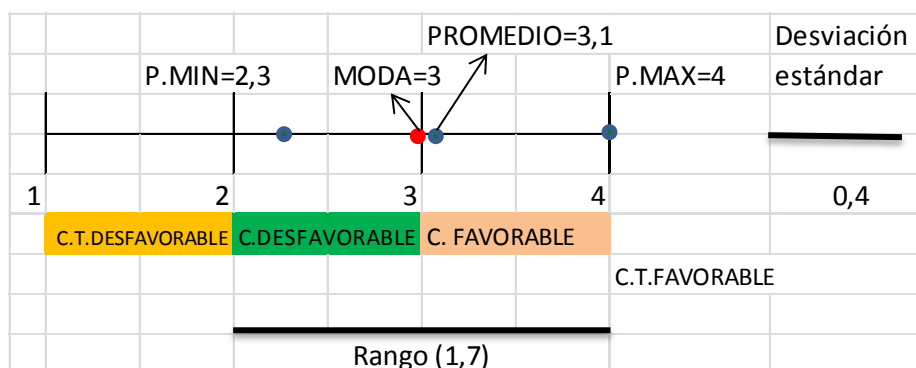 PROMEDIO=3,1
Desviación
estándar
P.MIN=2,3
MODA=3
P.MAX=4
1 2 3 4 0,4
C.T.DESFAVORABLE C.DESFAVORABLE C. FAVORABLE
C.T.FAVORABLE
Rango (1,7)